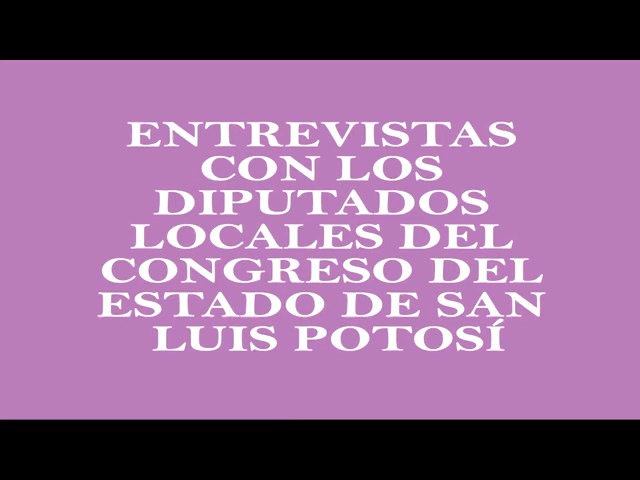 ENTREVISTAS
CON LOS
DIPUTADOS
LOCALES DEL
CONGRESO DEL
ESTADO DE SAN
LUIS POTOSÍ